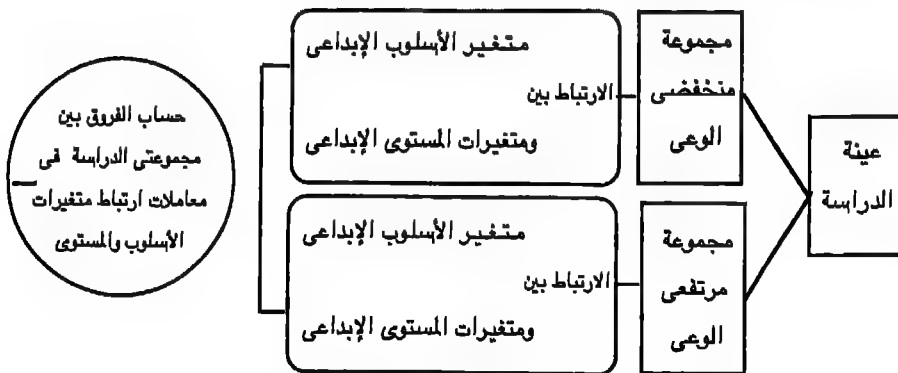 عينة
الدراسة
مجموعة
منخفضى
الوعى
متغير الأسلوب الإبداعى
الارتباط بين
ومتغيرات المستوى الإبداعى
مجموعة
مرتفعى
الوعى
متغير الأسلوب الإبداعى
الارتباط بين
ومتغيرات المستوى الإبداعى
حساب الفروق بين
مجموعتى الدراسة فى
معاملات ارتباط متغيرات
الأسلوب والمستوى